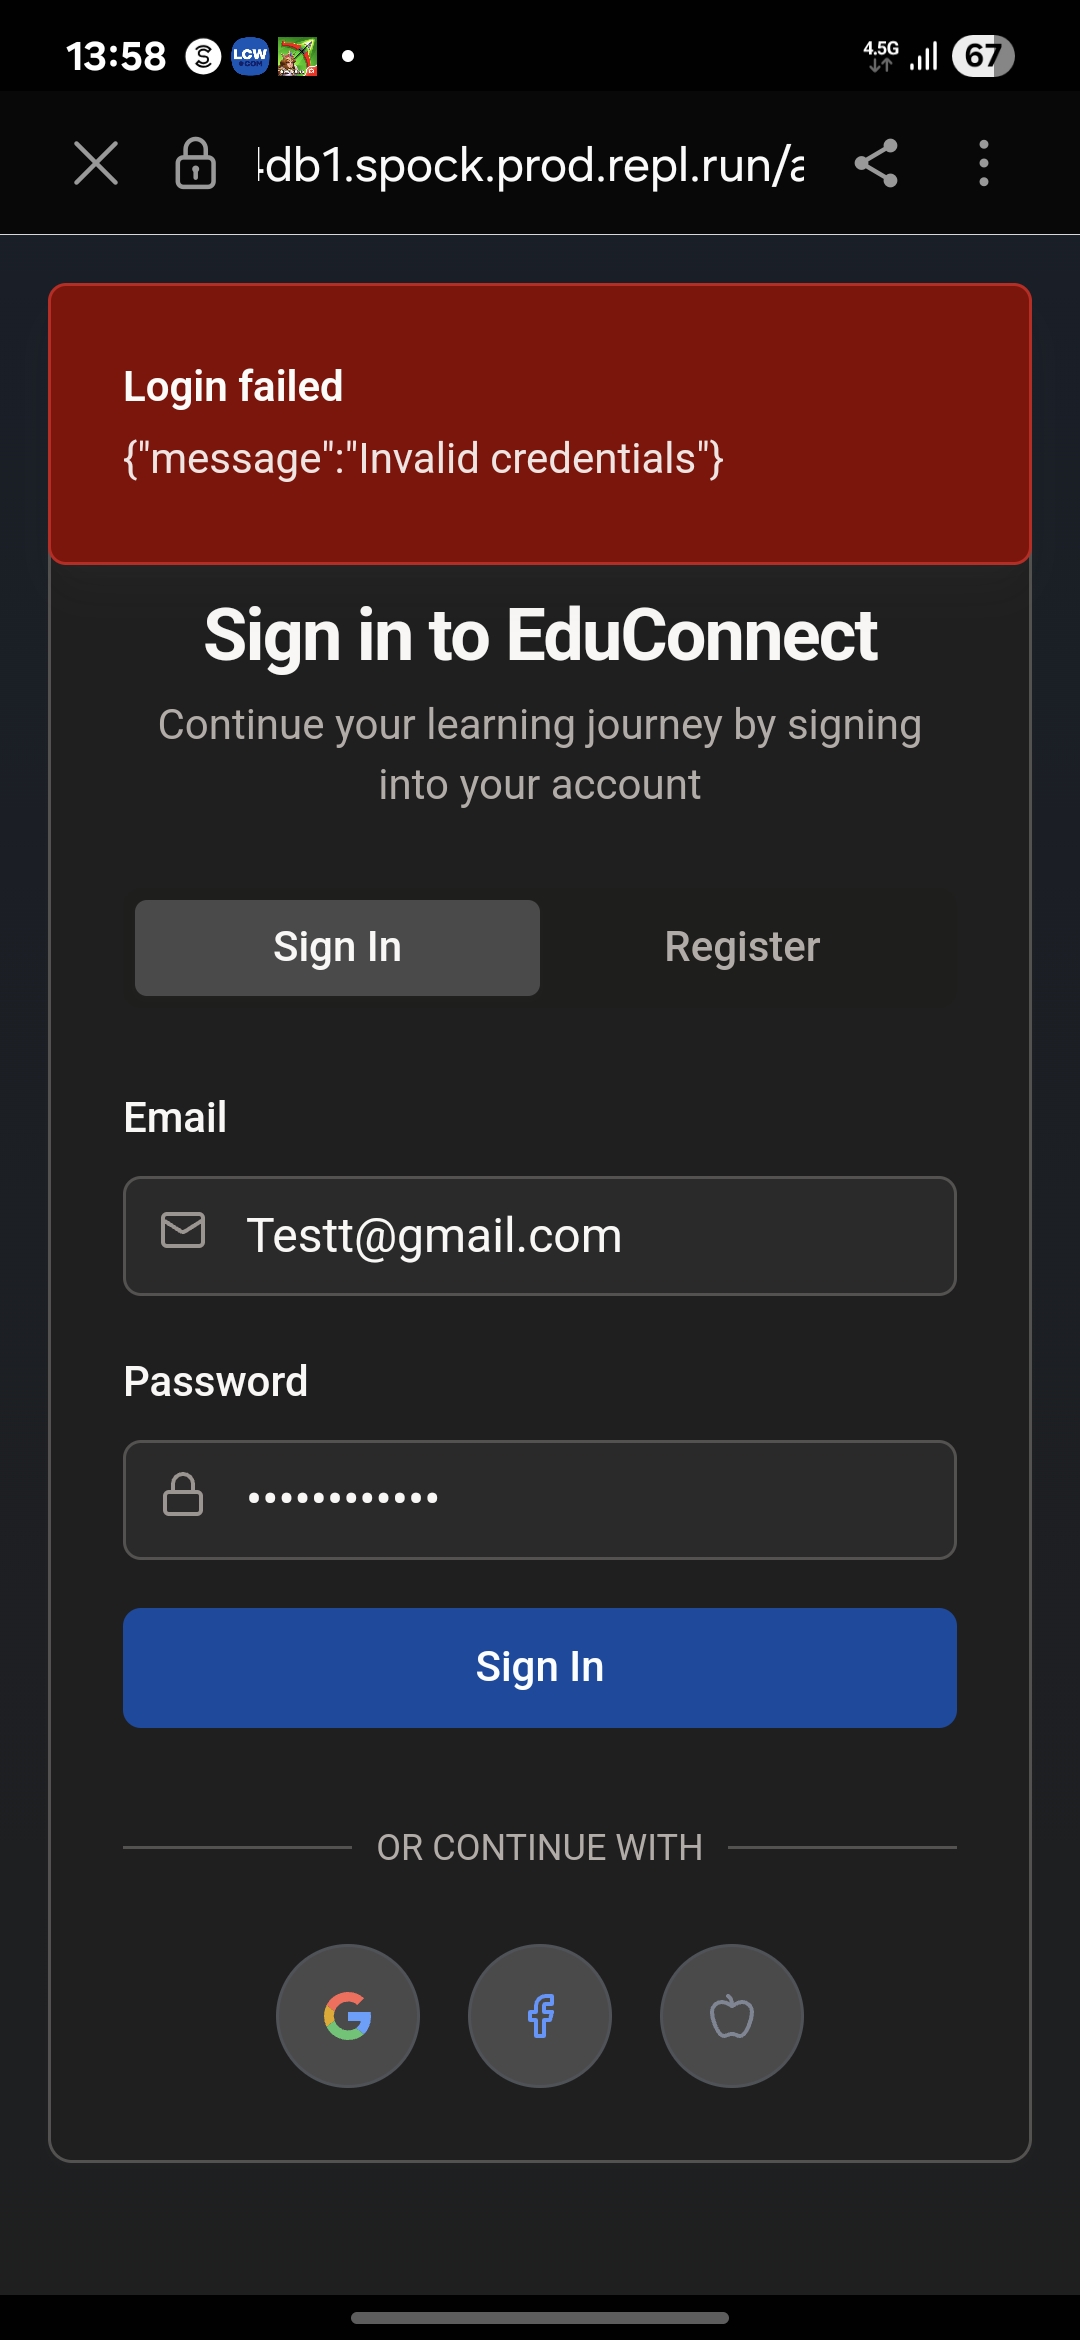 13:58
LCW
4.5G
67
db1.spock.prod.repl.run/a
Login failed
{"message":"Invalid credentials"}
Sign in to EduConnect
Continue your learning journey by signing
into your account
Sign In
Register
Email
Testt@gmail.com
Password
Sign In
OR CONTINUE WITH